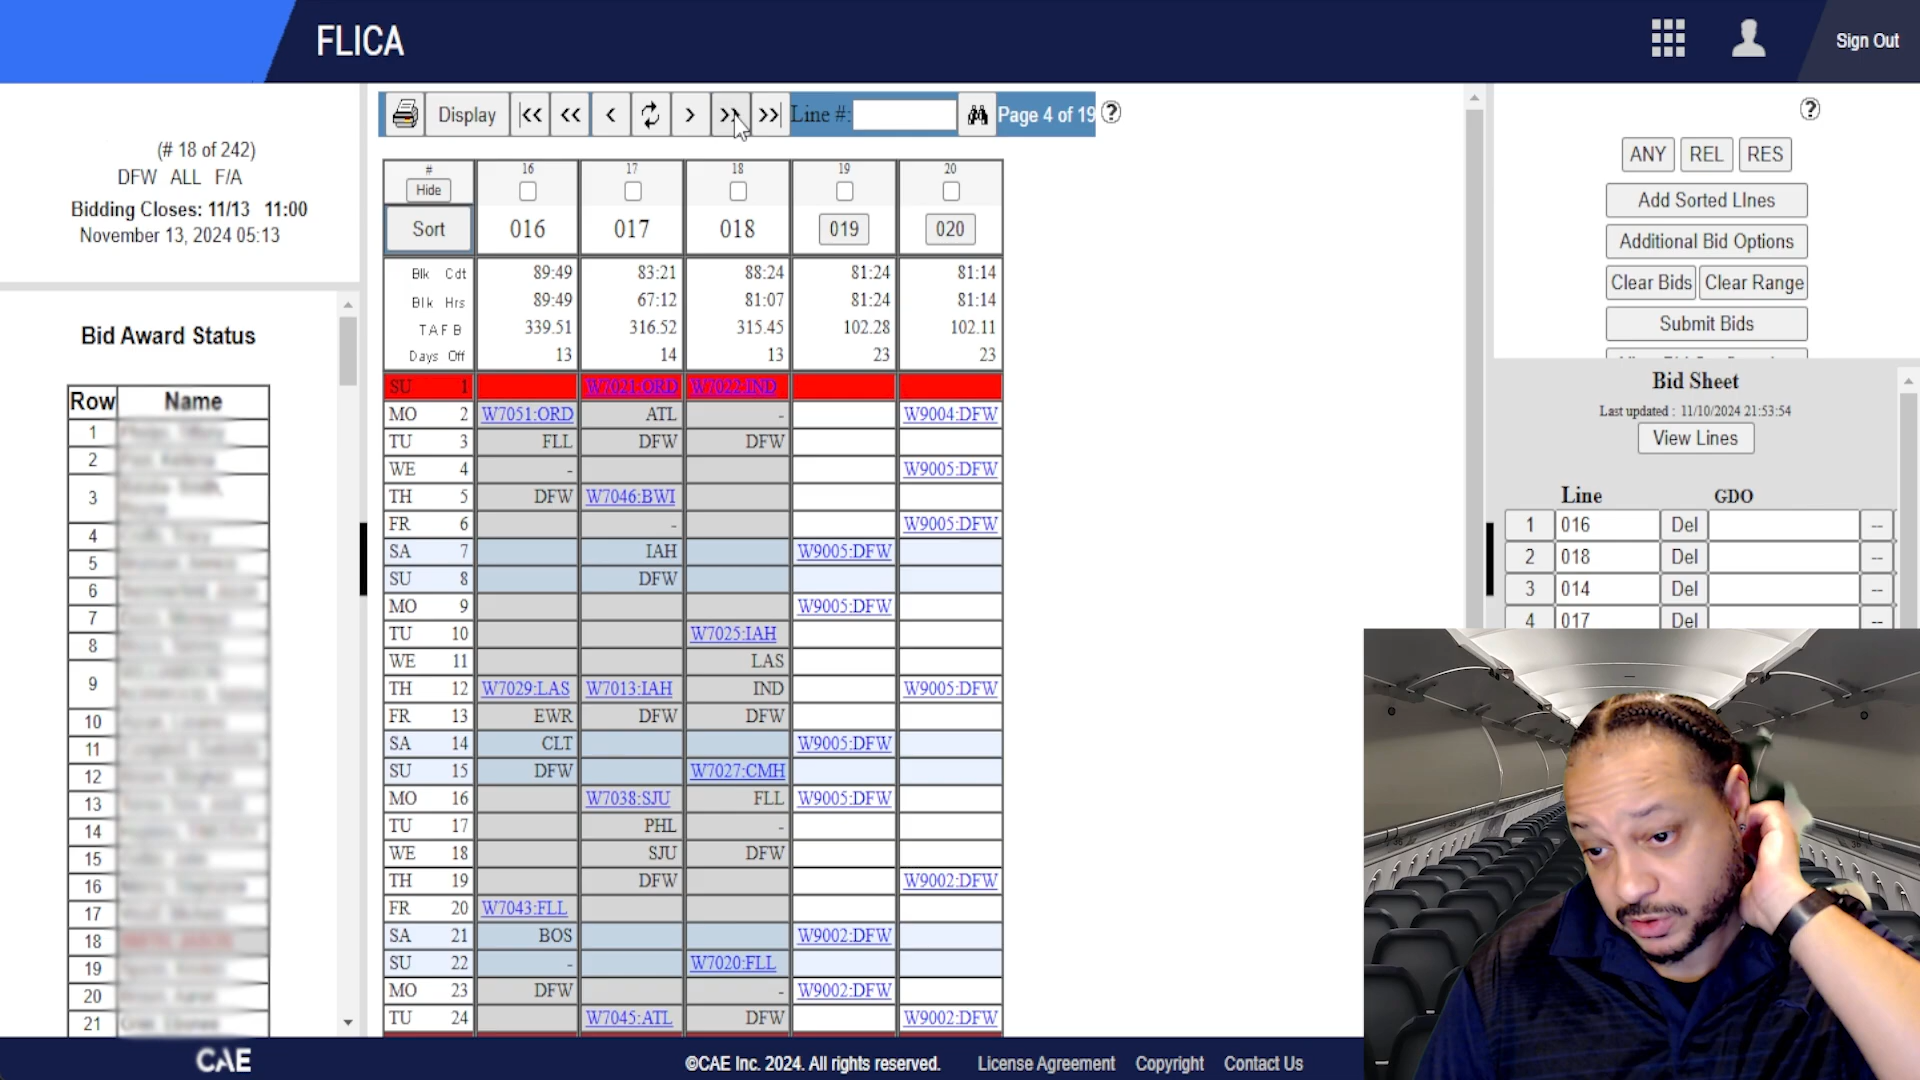 FLICA
Sign Out
(# 18 of 242)
DFW ALL F/A
Bidding Closes: 11/13 11:00
November 13, 2024 05:13
Bid Award Status
Row Name
1
2
3
4
5
6
7
8
9
10
11
12
13
14
15
16
17
18
19
20
21
Display |<< << < > >> >>| Line #: Page 4 of 19 ?
# 16 17 18 19 20
Hide
Sort 016 017 018 019 020
Blk Cdt 89:49 83:21 88:24 81:24 81:14
Blk Hrs 89:49 67:12 81:07 81:24 81:14
TAFB 339.51 316.52 315.45 102.28 102.11
Days Off 13 14 13 23 23
SU 1 W7021:ORD W7022:IND
MO 2 W7051:ORD ATL - W9004:DFW
TU 3 FLL DFW DFW
WE 4 - W9005:DFW
TH 5 DFW W7046:BWI
FR 6 - W9005:DFW
SA 7 IAH W9005:DFW
SU 8 DFW
MO 9 W9005:DFW
TU 10 W7025:IAH
WE 11 LAS
TH 12 W7029:LAS W7013:IAH IND W9005:DFW
FR 13 EWR DFW DFW
SA 14 CLT W9005:DFW
SU 15 DFW W7027:CMH
MO 16 W7038:SJU FLL W9005:DFW
TU 17 PHL -
WE 18 SJU DFW
TH 19 DFW W9002:DFW
FR 20 W7043:FLL
SA 21 BOS W9002:DFW
SU 22 - W7020:FLL
MO 23 DFW - W9002:DFW
TU 24 W7045:ATL DFW W9002:DFW
?
ANY REL RES
Add Sorted LInes
Additional Bid Options
Clear Bids Clear Range
Submit Bids
Bid Sheet
Last updated : 11/10/2024 21:53:54
View Lines
Line GDO
1 016 Del --
2 018 Del --
3 014 Del --
4 017 Del --
CAE
©CAE Inc. 2024. All rights reserved. License Agreement Copyright Contact Us